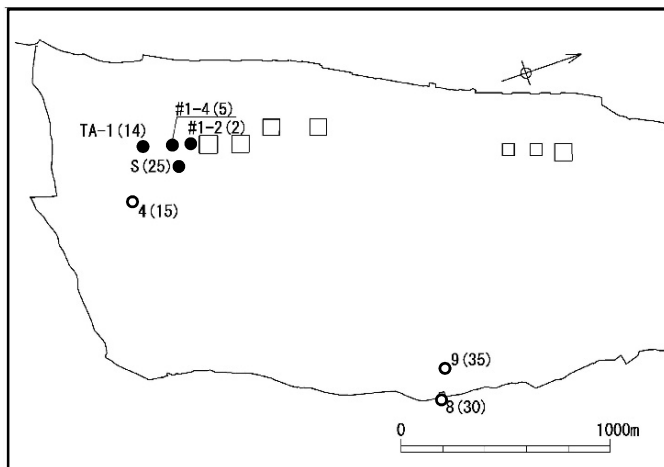 #1-4(5)
TA-1(14)
#1-2(2)
S(25)
4(15)
9(35)
8(30)
0
1000m